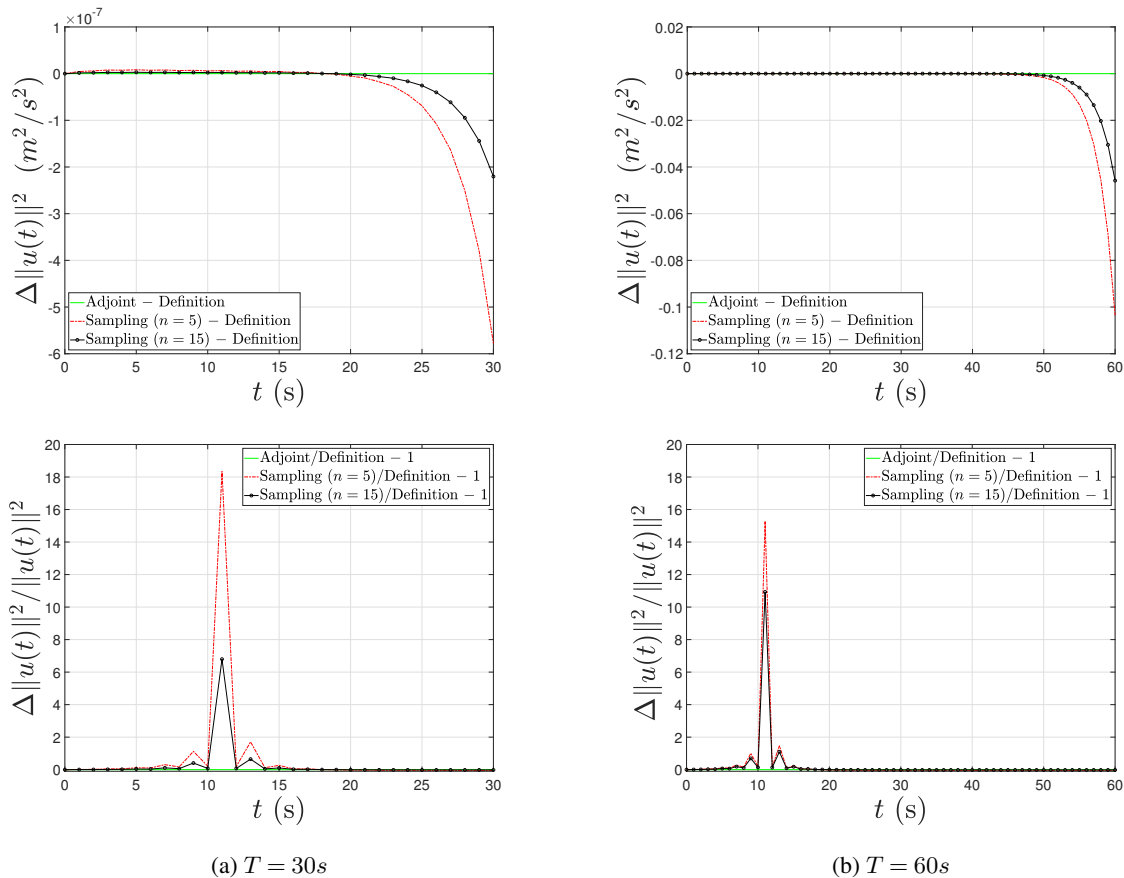 ×10⁻⁷
1
0
-1
-2
-3
-4
-5
-6
0 5 10 15 20 25 30
Δ||u(t)||² (m²/s²)
t (s)
Adjoint − Definition
Sampling (n = 5) − Definition
Sampling (n = 15) − Definition
0.02
0
-0.02
-0.04
-0.06
-0.08
-0.1
-0.12
0 10 20 30 40 50 60
Δ||u(t)||² (m²/s²)
t (s)
Adjoint − Definition
Sampling (n = 5) − Definition
Sampling (n = 15) − Definition
20
18
16
14
12
10
8
6
4
2
0
0 5 10 15 20 25 30
Δ||u(t)||²/||u(t)||²
t (s)
Adjoint/Definition − 1
Sampling (n = 5)/Definition − 1
Sampling (n = 15)/Definition − 1
20
18
16
14
12
10
8
6
4
2
0
0 10 20 30 40 50 60
Δ||u(t)||²/||u(t)||²
t (s)
Adjoint/Definition − 1
Sampling (n = 5)/Definition − 1
Sampling (n = 15)/Definition − 1
(a) T = 30s
(b) T = 60s